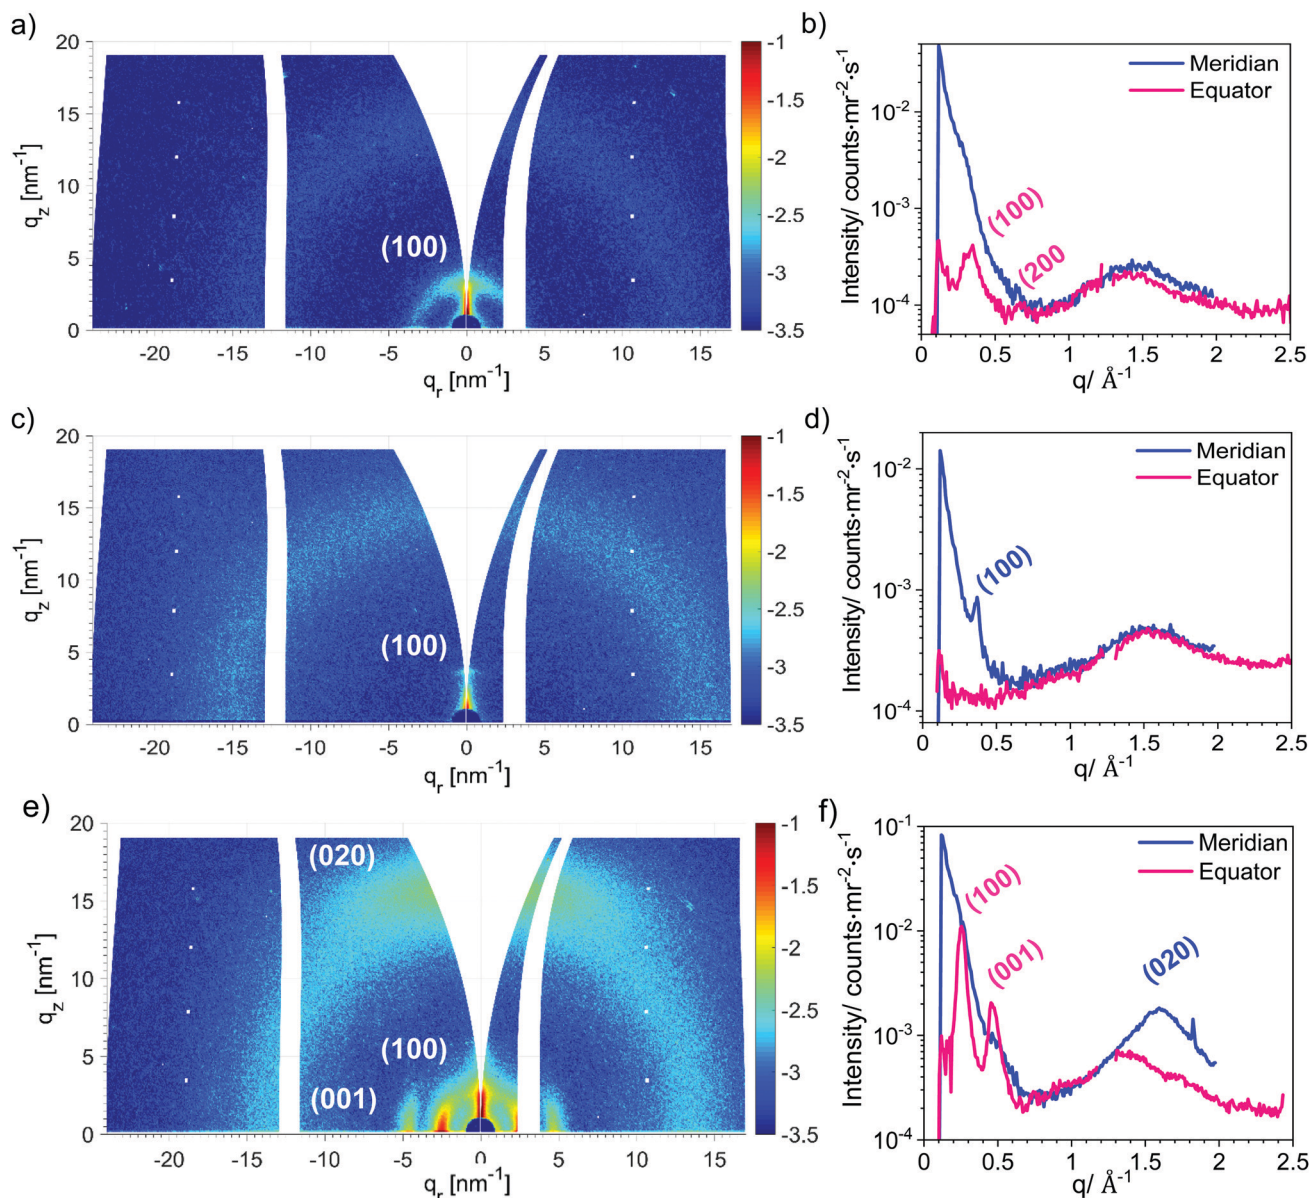 a)
20
15
10
5
0
q_z [nm^-1]
(100)
-20 -15 -10 -5 0 5 10 15
q_r [nm^-1]
-1
-1.5
-2
-2.5
-3
-3.5
b)
Meridian
Equator
10^-2
10^-3
10^-4
Intensity/ counts·mr^-2·s^-1
(100)
(200
0 0.5 1 1.5 2 2.5
q/ Å^-1
c)
20
15
10
5
0
q_z [nm^-1]
(100)
-20 -15 -10 -5 0 5 10 15
q_r [nm^-1]
-1
-1.5
-2
-2.5
-3
-3.5
d)
Meridian
Equator
10^-2
10^-3
10^-4
Intensity/ counts·mr^-2·s^-1
(100)
0 0.5 1 1.5 2 2.5
q/ Å^-1
e)
20
15
10
5
0
q_z [nm^-1]
(020)
(100)
(001)
-20 -15 -10 -5 0 5 10 15
q_r [nm^-1]
-1
-1.5
-2
-2.5
-3
-3.5
f)
Meridian
Equator
10^-1
10^-2
10^-3
10^-4
Intensity/ counts·mr^-2·s^-1
(100)
(001)
(020)
0 0.5 1 1.5 2 2.5
q/ Å^-1